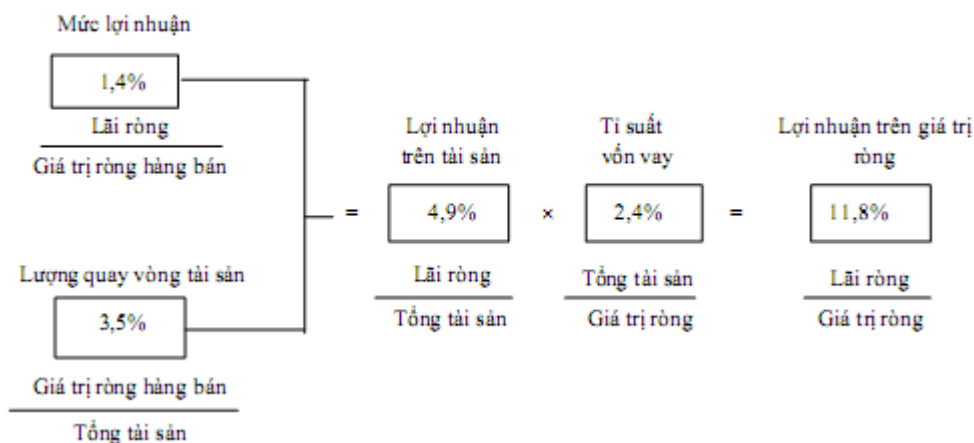 Mức lợi nhuận
1,4%
Lãi ròng
Giá trị ròng hàng bán
Lượng quay vòng tài sản
3,5%
Giá trị ròng hàng bán
Tổng tài sản
=
Lợi nhuận
trên tài sản
4,9%
Lãi ròng
Tổng tài sản
×
Tỉ suất
vốn vay
2,4%
Tổng tài sản
Giá trị ròng
=
Lợi nhuận trên giá trị
ròng
11,8%
Lãi ròng
Giá trị ròng